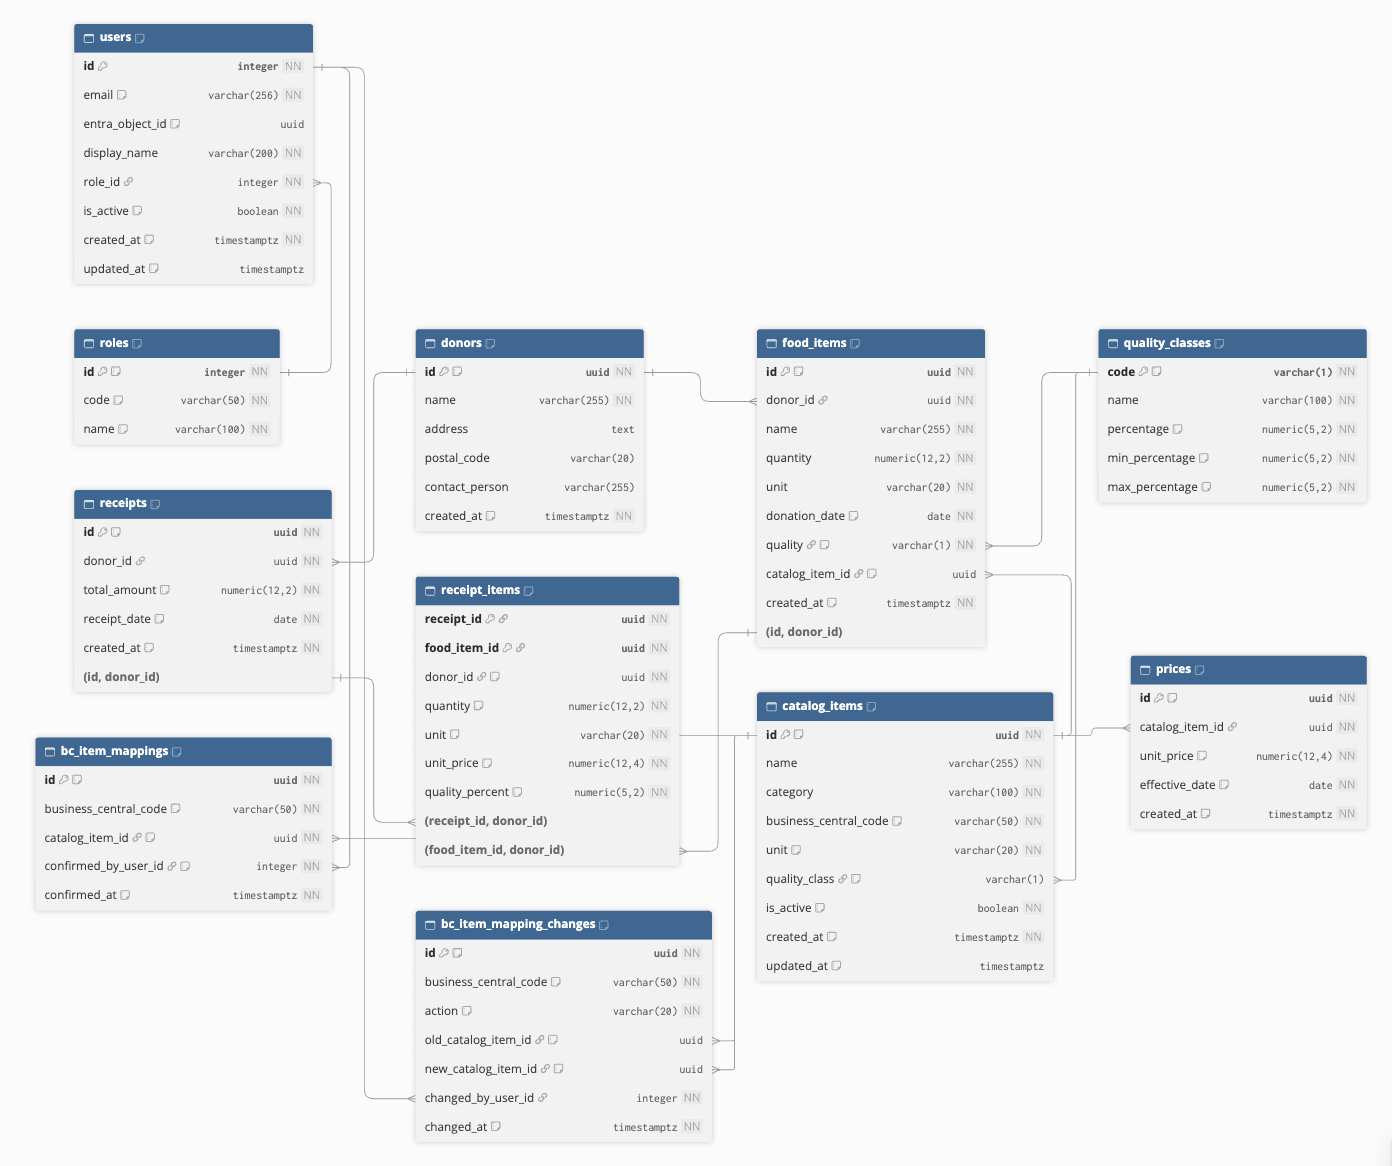 users
id integer NN
email varchar(256) NN
entra_object_id uuid
display_name varchar(200) NN
role_id integer NN
is_active boolean NN
created_at timestamptz NN
updated_at timestamptz
roles
id integer NN
code varchar(50) NN
name varchar(100) NN
receipts
id uuid NN
donor_id uuid NN
total_amount numeric(12,2) NN
receipt_date date NN
created_at timestamptz NN
(id, donor_id)
bc_item_mappings
id uuid NN
business_central_code varchar(50) NN
catalog_item_id uuid NN
confirmed_by_user_id integer NN
confirmed_at timestamptz NN
donors
id uuid NN
name varchar(255) NN
address text
postal_code varchar(20)
contact_person varchar(255)
created_at timestamptz NN
receipt_items
receipt_id uuid NN
food_item_id uuid NN
donor_id uuid NN
quantity numeric(12,2) NN
unit varchar(20) NN
unit_price numeric(12,4) NN
quality_percent numeric(5,2) NN
(receipt_id, donor_id)
(food_item_id, donor_id)
bc_item_mapping_changes
id uuid NN
business_central_code varchar(50) NN
action varchar(20) NN
old_catalog_item_id uuid
new_catalog_item_id uuid
changed_by_user_id integer NN
changed_at timestamptz NN
food_items
id uuid NN
donor_id uuid NN
name varchar(255) NN
quantity numeric(12,2) NN
unit varchar(20) NN
donation_date date NN
quality varchar(1) NN
catalog_item_id uuid
created_at timestamptz NN
(id, donor_id)
catalog_items
id uuid NN
name varchar(255) NN
category varchar(100) NN
business_central_code varchar(50) NN
unit varchar(20) NN
quality_class varchar(1)
is_active boolean NN
created_at timestamptz NN
updated_at timestamptz
quality_classes
code varchar(1) NN
name varchar(100) NN
percentage numeric(5,2) NN
min_percentage numeric(5,2) NN
max_percentage numeric(5,2) NN
prices
id uuid NN
catalog_item_id uuid NN
unit_price numeric(12,4) NN
effective_date date NN
created_at timestamptz NN